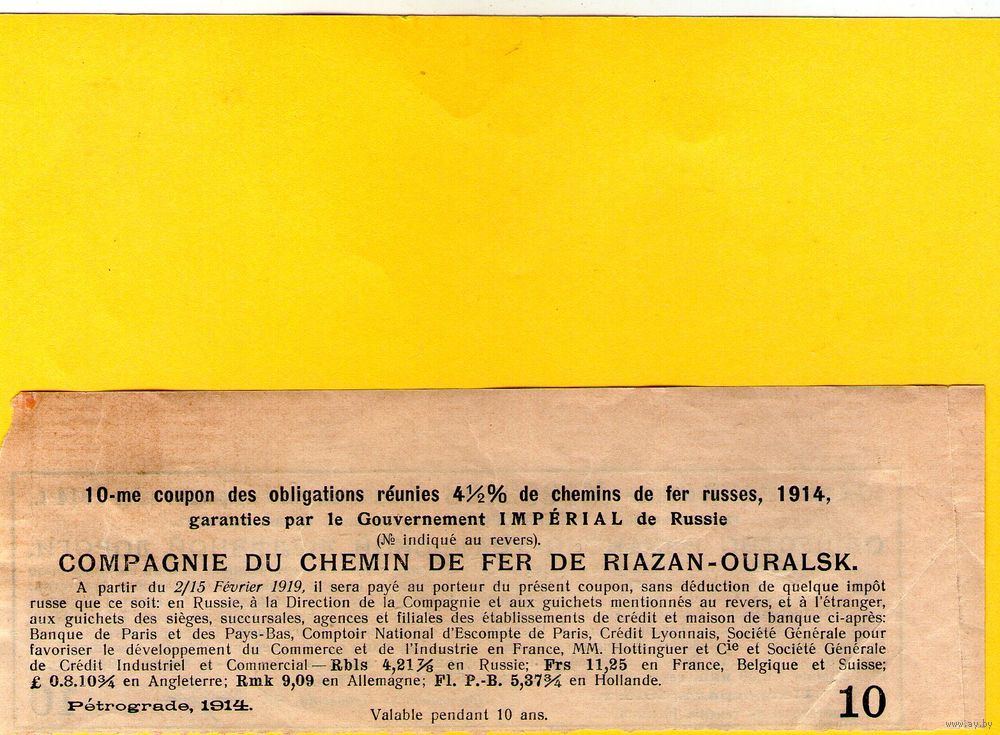 10-me coupon des obligations réunies 4½% de chemins de fer russes, 1914,
garanties par le Gouvernement IMPÉRIAL de Russie
(№ indiqué au revers).
COMPAGNIE DU CHEMIN DE FER DE RIAZAN-OURALSK.
A partir du 2/15 Février 1919, il sera payé au porteur du présent coupon, sans déduction de quelque impôt
russe que ce soit: en Russie, à la Direction de la Compagnie et aux guichets mentionnés au revers, et à l'étranger,
aux guichets des sièges, succursales, agences et filiales des établissements de crédit et maison de banque ci-après:
Banque de Paris et des Pays-Bas, Comptoir National d'Escompte de Paris, Crédit Lyonnais, Société Générale pour
favoriser le développement du Commerce et de l'Industrie en France, MM. Hottinguer et Cie et Société Générale
de Crédit Industriel et Commercial — Rbls 4,21⅞ en Russie; Frs 11,25 en France, Belgique et Suisse;
£ 0.8.10¾ en Angleterre; Rmk 9,09 en Allemagne; Fl. P.-B. 5,37¾ en Hollande.
Pétrograde, 1914.
Valable pendant 10 ans.
10
www.ay.by